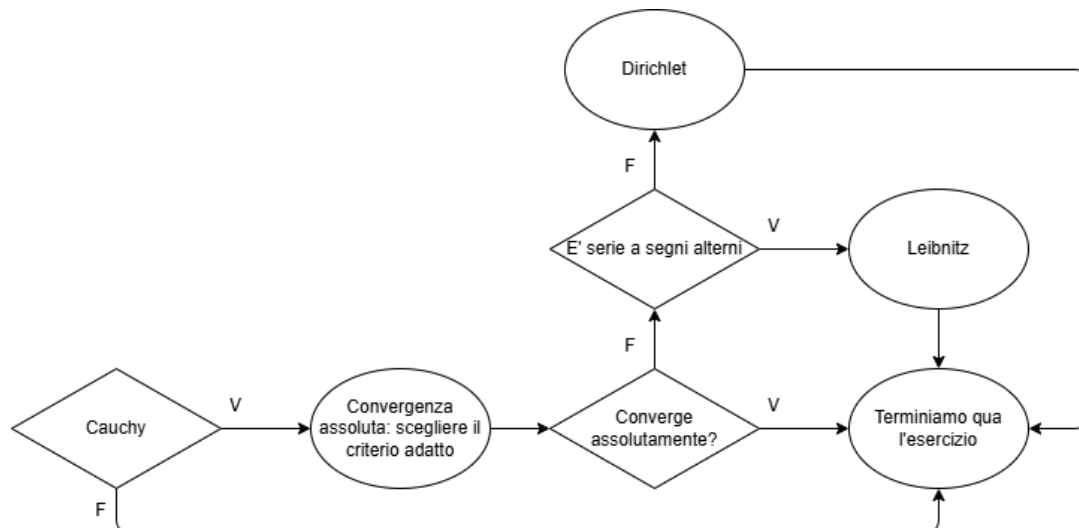 Dirichlet
F
E' serie a segni alterni
V
Leibnitz
F
Cauchy
V
Convergenza
assoluta: scegliere il
criterio adatto
Converge
assolutamente?
V
Terminiamo qua
l'esercizio
F